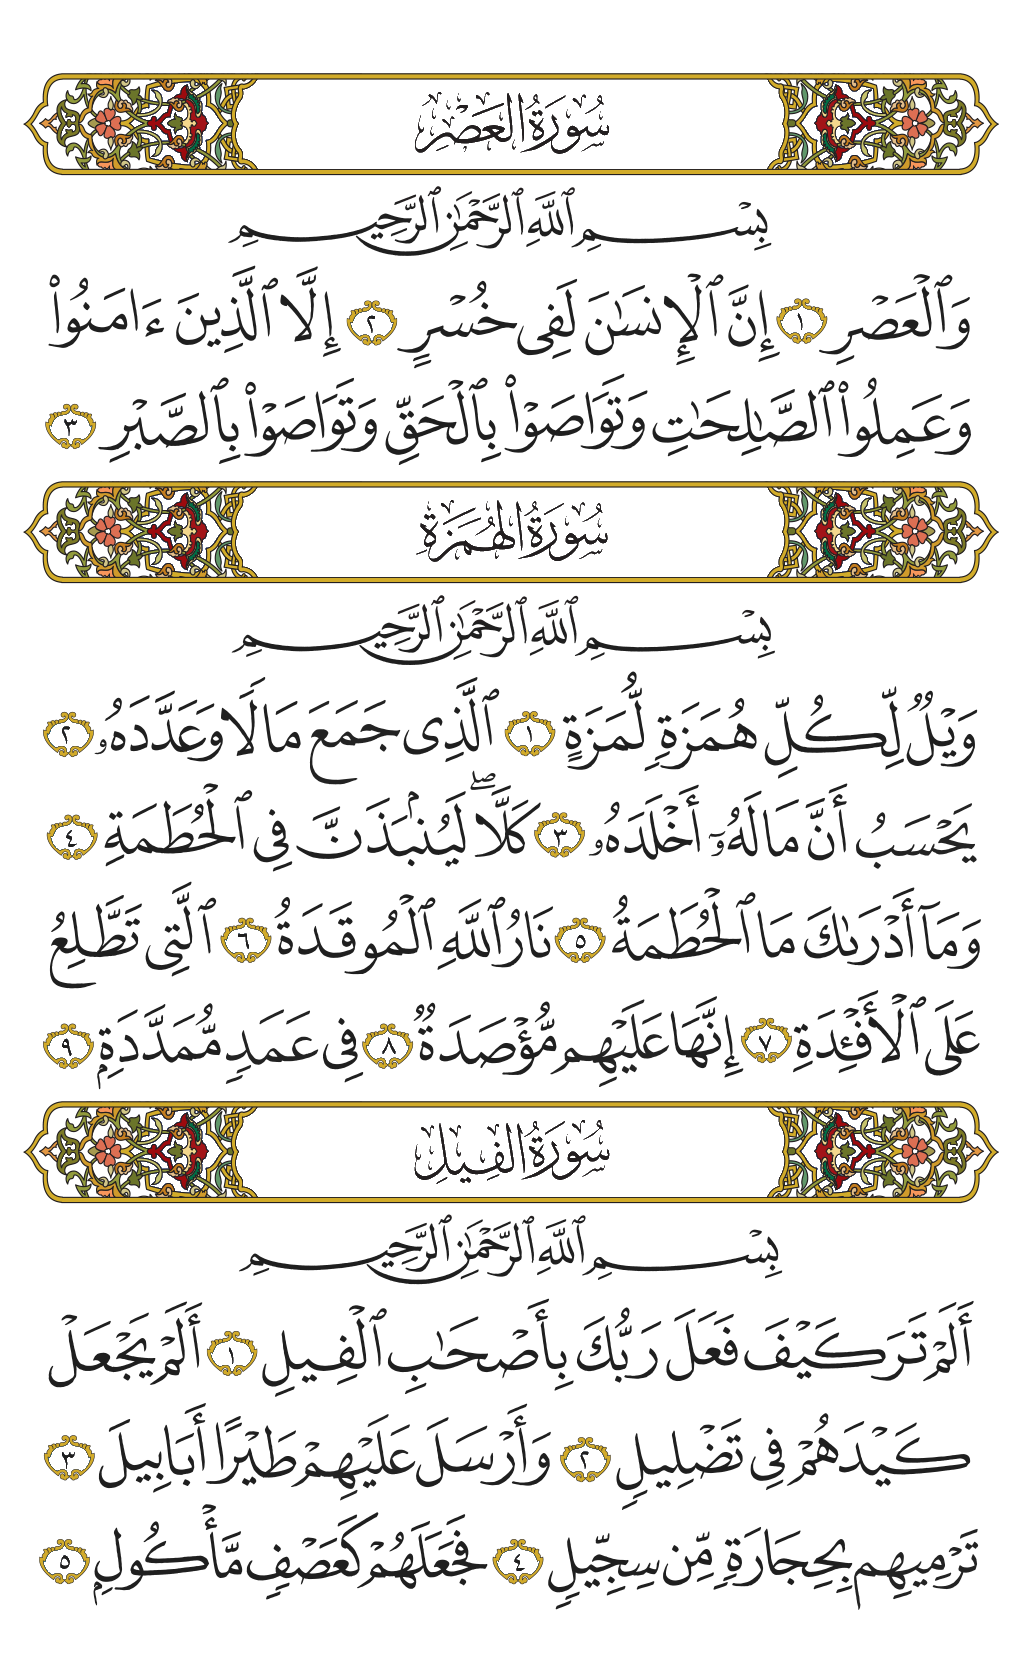 سُورَةُ العَصْرِ
بِسْمِ ٱللَّهِ ٱلرَّحْمَٰنِ ٱلرَّحِيمِ
وَٱلْعَصْرِ ١ إِنَّ ٱلْإِنسَٰنَ لَفِى خُسْرٍ ٢ إِلَّا ٱلَّذِينَ ءَامَنُوا۟
وَعَمِلُوا۟ ٱلصَّٰلِحَٰتِ وَتَوَاصَوْا۟ بِٱلْحَقِّ وَتَوَاصَوْا۟ بِٱلصَّبْرِ ٣
سُورَةُ الهُمَزَةِ
بِسْمِ ٱللَّهِ ٱلرَّحْمَٰنِ ٱلرَّحِيمِ
وَيْلٌ لِّكُلِّ هُمَزَةٍ لُّمَزَةٍ ١ ٱلَّذِى جَمَعَ مَالًا وَعَدَّدَهُۥ ٢
يَحْسَبُ أَنَّ مَالَهُۥٓ أَخْلَدَهُۥ ٣ كَلَّا ۖ لَيُنۢبَذَنَّ فِى ٱلْحُطَمَةِ ٤
وَمَآ أَدْرَىٰكَ مَا ٱلْحُطَمَةُ ٥ نَارُ ٱللَّهِ ٱلْمُوقَدَةُ ٦ ٱلَّتِى تَطَّلِعُ
عَلَى ٱلْأَفْـِٔدَةِ ٧ إِنَّهَا عَلَيْهِم مُّؤْصَدَةٌ ٨ فِى عَمَدٍ مُّمَدَّدَةٍۭ ٩
سُورَةُ الفِيلِ
بِسْمِ ٱللَّهِ ٱلرَّحْمَٰنِ ٱلرَّحِيمِ
أَلَمْ تَرَ كَيْفَ فَعَلَ رَبُّكَ بِأَصْحَٰبِ ٱلْفِيلِ ١ أَلَمْ يَجْعَلْ
كَيْدَهُمْ فِى تَضْلِيلٍ ٢ وَأَرْسَلَ عَلَيْهِمْ طَيْرًا أَبَابِيلَ ٣
تَرْمِيهِم بِحِجَارَةٍ مِّن سِجِّيلٍ ٤ فَجَعَلَهُمْ كَعَصْفٍ مَّأْكُولٍۭ ٥